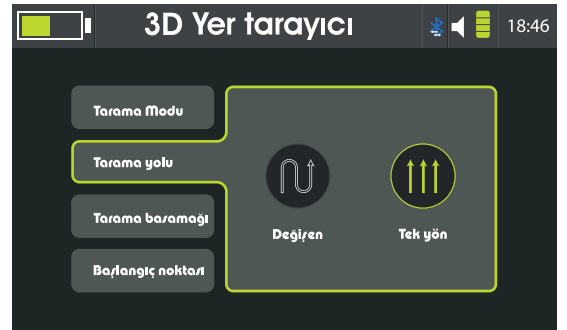 3D Yer tarayıcı
18:46
Tarama Modu
Tarama yolu
Tarama basamağı
Başlangıç noktası
Değişen
Tek yön